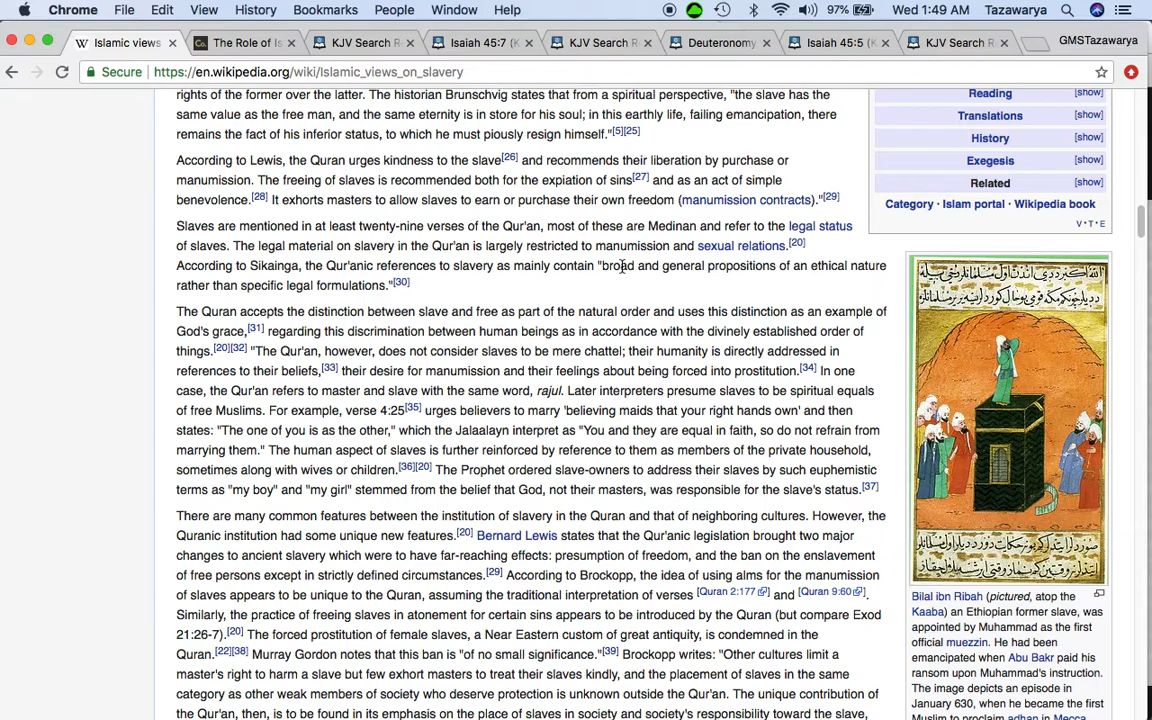 Chrome File Edit View History Bookmarks People Window Help 97% Wed 1:49 AM Tazawarya
Islamic views The Role of Is KJV Search R Isaiah 45:7 (K KJV Search R Deuteronomy Isaiah 45:5 (K KJV Search R GMSTazawarya
Secure https://en.wikipedia.org/wiki/Islamic_views_on_slavery
rights of the former over the latter. The historian Brunschvig states that from a spiritual perspective, "the slave has the
same value as the free man, and the same eternity is in store for his soul; in this earthly life, failing emancipation, there
remains the fact of his inferior status, to which he must piously resign himself."[5][25]
According to Lewis, the Quran urges kindness to the slave[26] and recommends their liberation by purchase or
manumission. The freeing of slaves is recommended both for the expiation of sins[27] and as an act of simple
benevolence.[28] It exhorts masters to allow slaves to earn or purchase their own freedom (manumission contracts)."[29]
Slaves are mentioned in at least twenty-nine verses of the Qur'an, most of these are Medinan and refer to the legal status
of slaves. The legal material on slavery in the Qur'an is largely restricted to manumission and sexual relations.[20]
According to Sikainga, the Qur'anic references to slavery as mainly contain "broad and general propositions of an ethical nature
rather than specific legal formulations."[30]
The Quran accepts the distinction between slave and free as part of the natural order and uses this distinction as an example of
God's grace,[31] regarding this discrimination between human beings as in accordance with the divinely established order of
things.[20][32] "The Qur'an, however, does not consider slaves to be mere chattel; their humanity is directly addressed in
references to their beliefs,[33] their desire for manumission and their feelings about being forced into prostitution.[34] In one
case, the Qur'an refers to master and slave with the same word, rajul. Later interpreters presume slaves to be spiritual equals
of free Muslims. For example, verse 4:25[35] urges believers to marry 'believing maids that your right hands own' and then
states: "The one of you is as the other," which the Jalaalayn interpret as "You and they are equal in faith, so do not refrain from
marrying them." The human aspect of slaves is further reinforced by reference to them as members of the private household,
sometimes along with wives or children.[36][20] The Prophet ordered slave-owners to address their slaves by such euphemistic
terms as "my boy" and "my girl" stemmed from the belief that God, not their masters, was responsible for the slave's status.[37]
There are many common features between the institution of slavery in the Quran and that of neighboring cultures. However, the
Quranic institution had some unique new features.[20] Bernard Lewis states that the Qur'anic legislation brought two major
changes to ancient slavery which were to have far-reaching effects: presumption of freedom, and the ban on the enslavement
of free persons except in strictly defined circumstances.[29] According to Brockopp, the idea of using alms for the manumission
of slaves appears to be unique to the Quran, assuming the traditional interpretation of verses [Quran 2:177] and [Quran 9:60].
Similarly, the practice of freeing slaves in atonement for certain sins appears to be introduced by the Quran (but compare Exod
21:26-7).[20] The forced prostitution of female slaves, a Near Eastern custom of great antiquity, is condemned in the
Quran.[22][38] Murray Gordon notes that this ban is "of no small significance."[39] Brockopp writes: "Other cultures limit a
master's right to harm a slave but few exhort masters to treat their slaves kindly, and the placement of slaves in the same
category as other weak members of society who deserve protection is unknown outside the Qur'an. The unique contribution of
the Qur'an, then, is to be found in its emphasis on the place of slaves in society and society's responsibility toward the slave,
Reading [show]
Translations [show]
History [show]
Exegesis [show]
Related [show]
Category · Islam portal · Wikipedia book
V·T·E
Bilal ibn Ribah (pictured, atop the
Kaaba) an Ethiopian former slave, was
appointed by Muhammad as the first
official muezzin. He had been
emancipated when Abu Bakr paid his
ransom upon Muhammad's instruction.
The image depicts an episode in
January 630, when he became the first
Muslim to proclaim adhan in Mecca